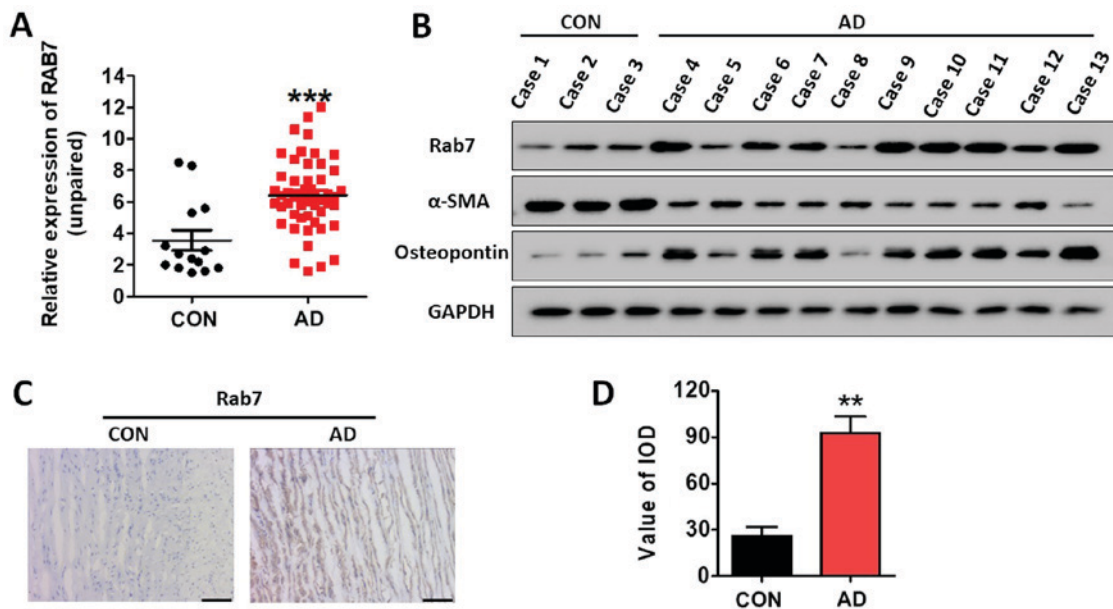 A
Relative expression of RAB7
(unpaired)
14
12
10
8
6
4
2
0
***
CON
AD
B
CON
AD
Case 1
Case 2
Case 3
Case 4
Case 5
Case 6
Case 7
Case 8
Case 9
Case 10
Case 11
Case 12
Case 13
Rab7
α-SMA
Osteopontin
GAPDH
C
Rab7
CON
AD
D
Value of IOD
120
90
60
30
0
**
CON
AD